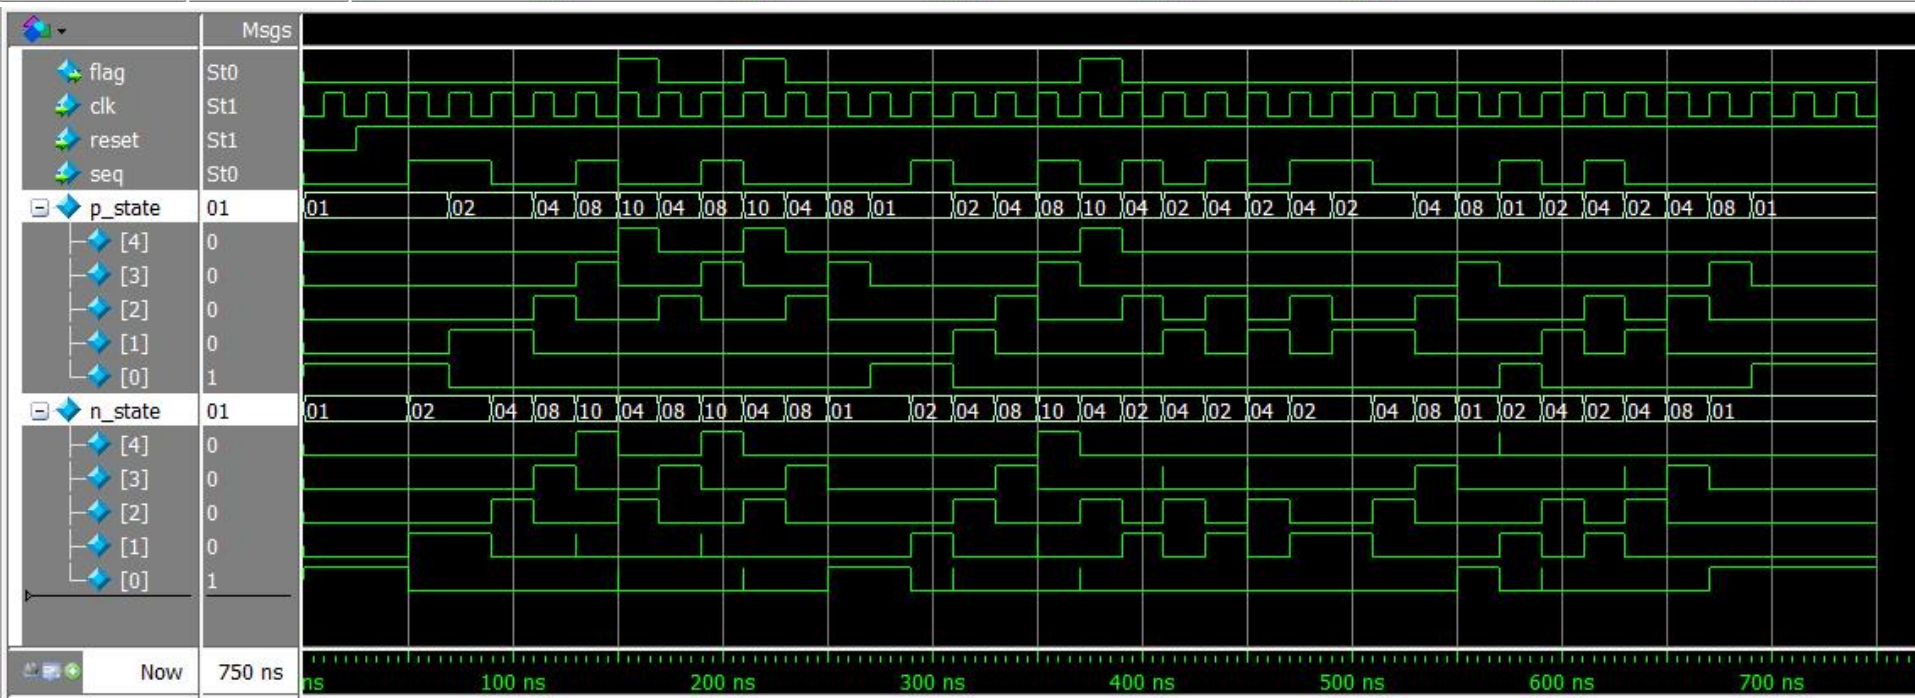 Msgs
flag St0
clk St1
reset St1
seq St0
p_state 01 01 02 04 08 10 04 08 10 04 08 01 02 04 08 10 04 02 04 02 04 02 04 08 01 02 04 02 04 08 01
[4] 0
[3] 0
[2] 0
[1] 0
[0] 1
n_state 01 01 02 04 08 10 04 08 10 04 08 01 02 04 08 10 04 02 04 02 04 02 04 08 01 02 04 02 04 08 01
[4] 0
[3] 0
[2] 0
[1] 0
[0] 1
Now 750 ns ns 100 ns 200 ns 300 ns 400 ns 500 ns 600 ns 700 ns